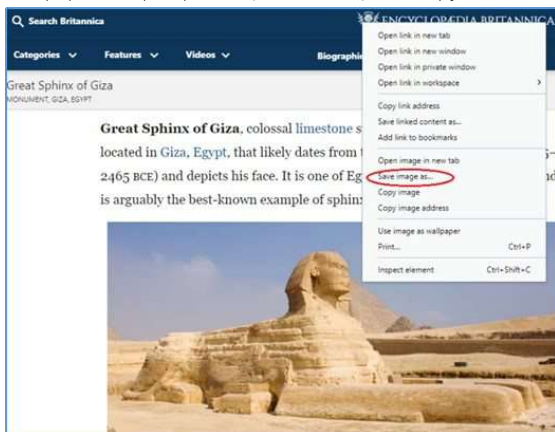 Search Britannica
ENCYCLOPÆDIA BRITANNICA
Categories Features Videos Biographie
Great Sphinx of Giza
MONUMENT, GIZA, EGYPT
Great Sphinx of Giza, colossal limestone s
located in Giza, Egypt, that likely dates from
2465 BCE) and depicts his face. It is one of Eg
is arguably the best-known example of sphin
Open link in new tab
Open link in new window
Open link in private window
Open link in workspace
Copy link address
Save linked content as...
Add link to bookmarks
Open image in new tab
Save image as...
Copy image
Copy image address
Use image as wallpaper
Print... Ctrl+P
Inspect element Ctrl+Shift+C